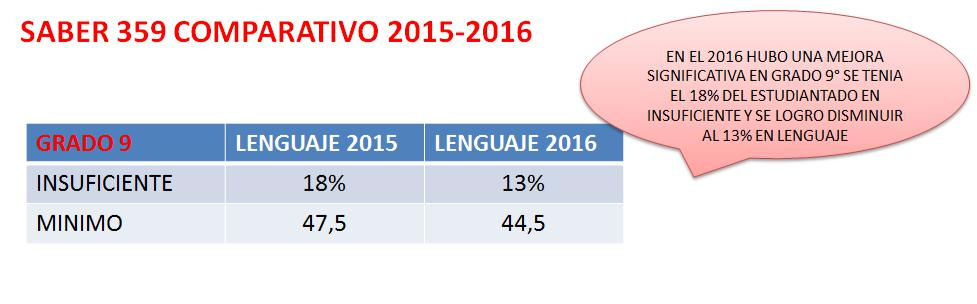 SABER 359 COMPARATIVO 2015-2016
EN EL 2016 HUBO UNA MEJORA
SIGNIFICATIVA EN GRADO 9° SE TENIA
EL 18% DEL ESTUDIANTADO EN
INSUFICIENTE Y SE LOGRO DISMINUIR
AL 13% EN LENGUAJE
GRADO 9 LENGUAJE 2015 LENGUAJE 2016
INSUFICIENTE 18% 13%
MINIMO 47,5 44,5